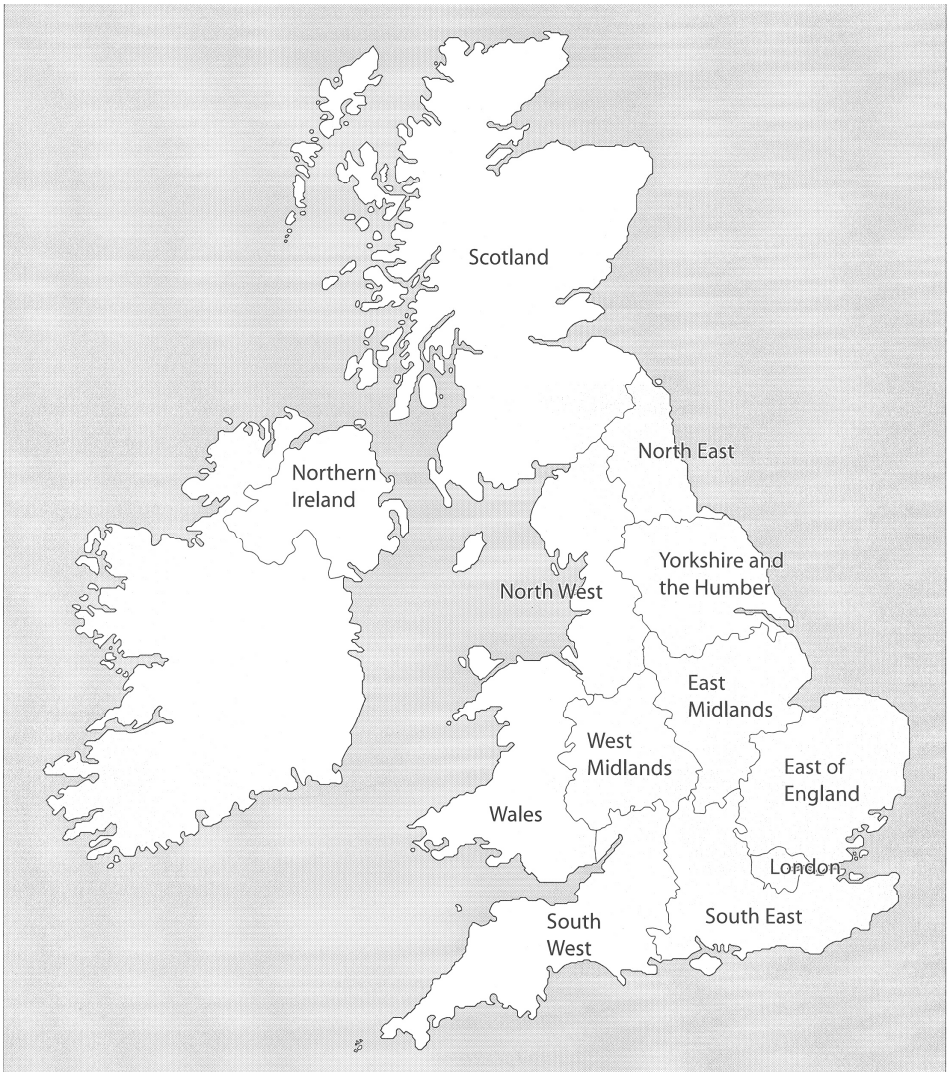 Scotland
North East
Northern
Ireland
Yorkshire and
the Humber
North West
East
Midlands
West
Midlands
East of
England
Wales
London
South East
South
West